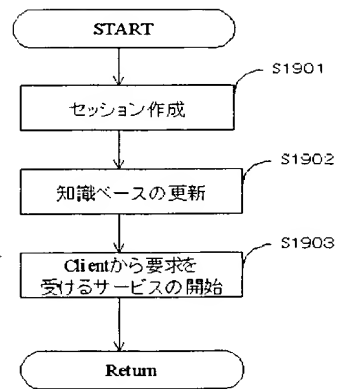 START
S1901
セッション作成
S1902
知識ベースの更新
S1903
Clientから要求を
受けるサービスの開始
Return